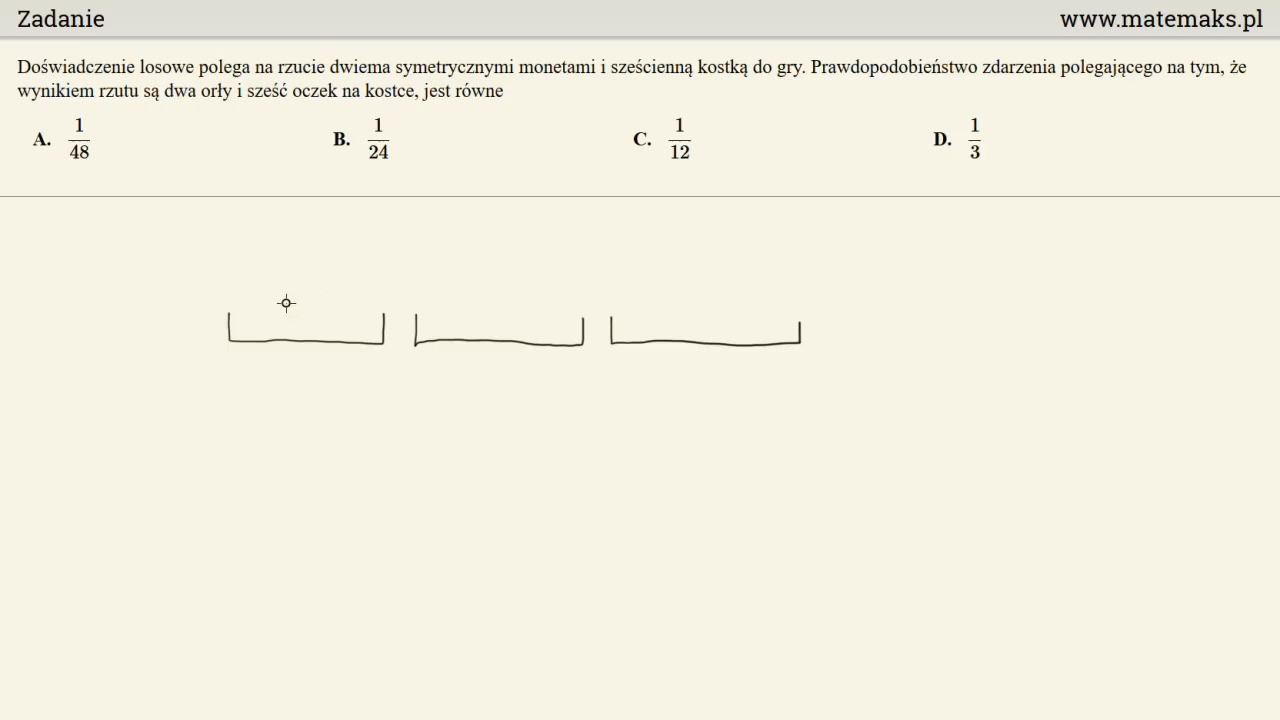 Zadanie www.matemaks.pl
Doświadczenie losowe polega na rzucie dwiema symetrycznymi monetami i sześcienną kostką do gry. Prawdopodobieństwo zdarzenia polegającego na tym, że
wynikiem rzutu są dwa orły i sześć oczek na kostce, jest równe
A. 1/48 B. 1/24 C. 1/12 D. 1/3